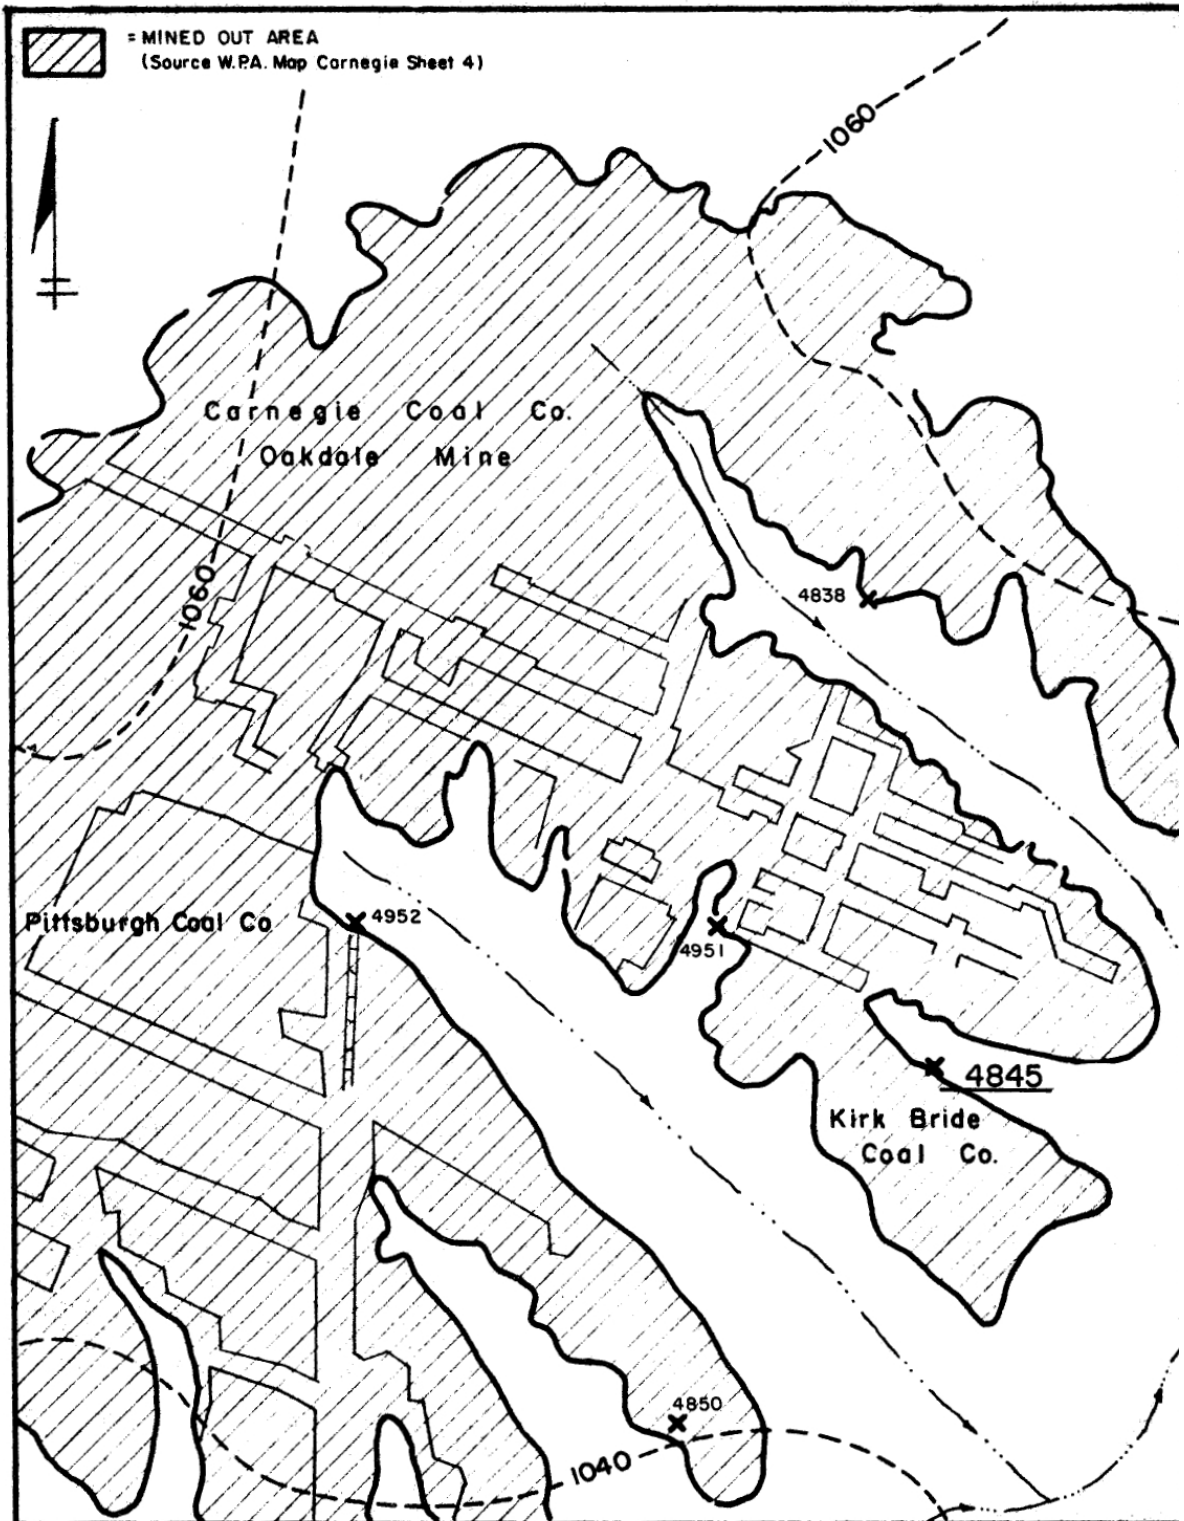 = MINED OUT AREA
(Source W.P.A. Map Carnegie Sheet 4)
1060
Carnegie Coal Co.
Oakdale Mine
1060
4838
Pittsburgh Coal Co
4952
4951
4845
Kirk Bride
Coal Co.
4850
1040